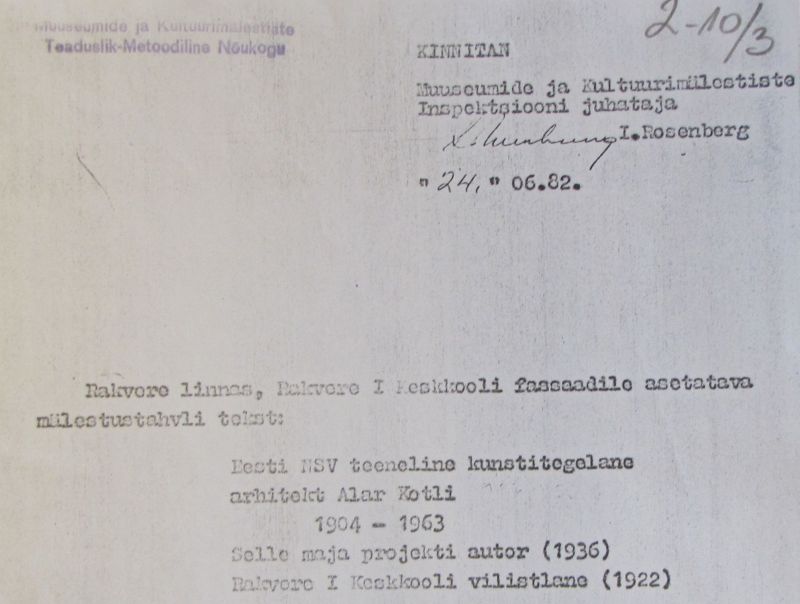 Muuseumide ja Kultuurimälestiste
Teaduslik-Metoodiline Nõukogu
2-10/3
KINNITAN
Muuseumide ja Kultuurimälestiste
Inspektsiooni juhataja
I.Rosenberg
" 24. " 06.82.
Rakvere linnas, Rakvere I Keskkooli fassaadile asetatava
mälestustahvli tekst:
Eesti NSV teeneline kunstitegelane
arhitekt Alar Kotli
1904 - 1963
Selle maja projekti autor (1936)
Rakvere I Keskkooli vilistlane (1922)